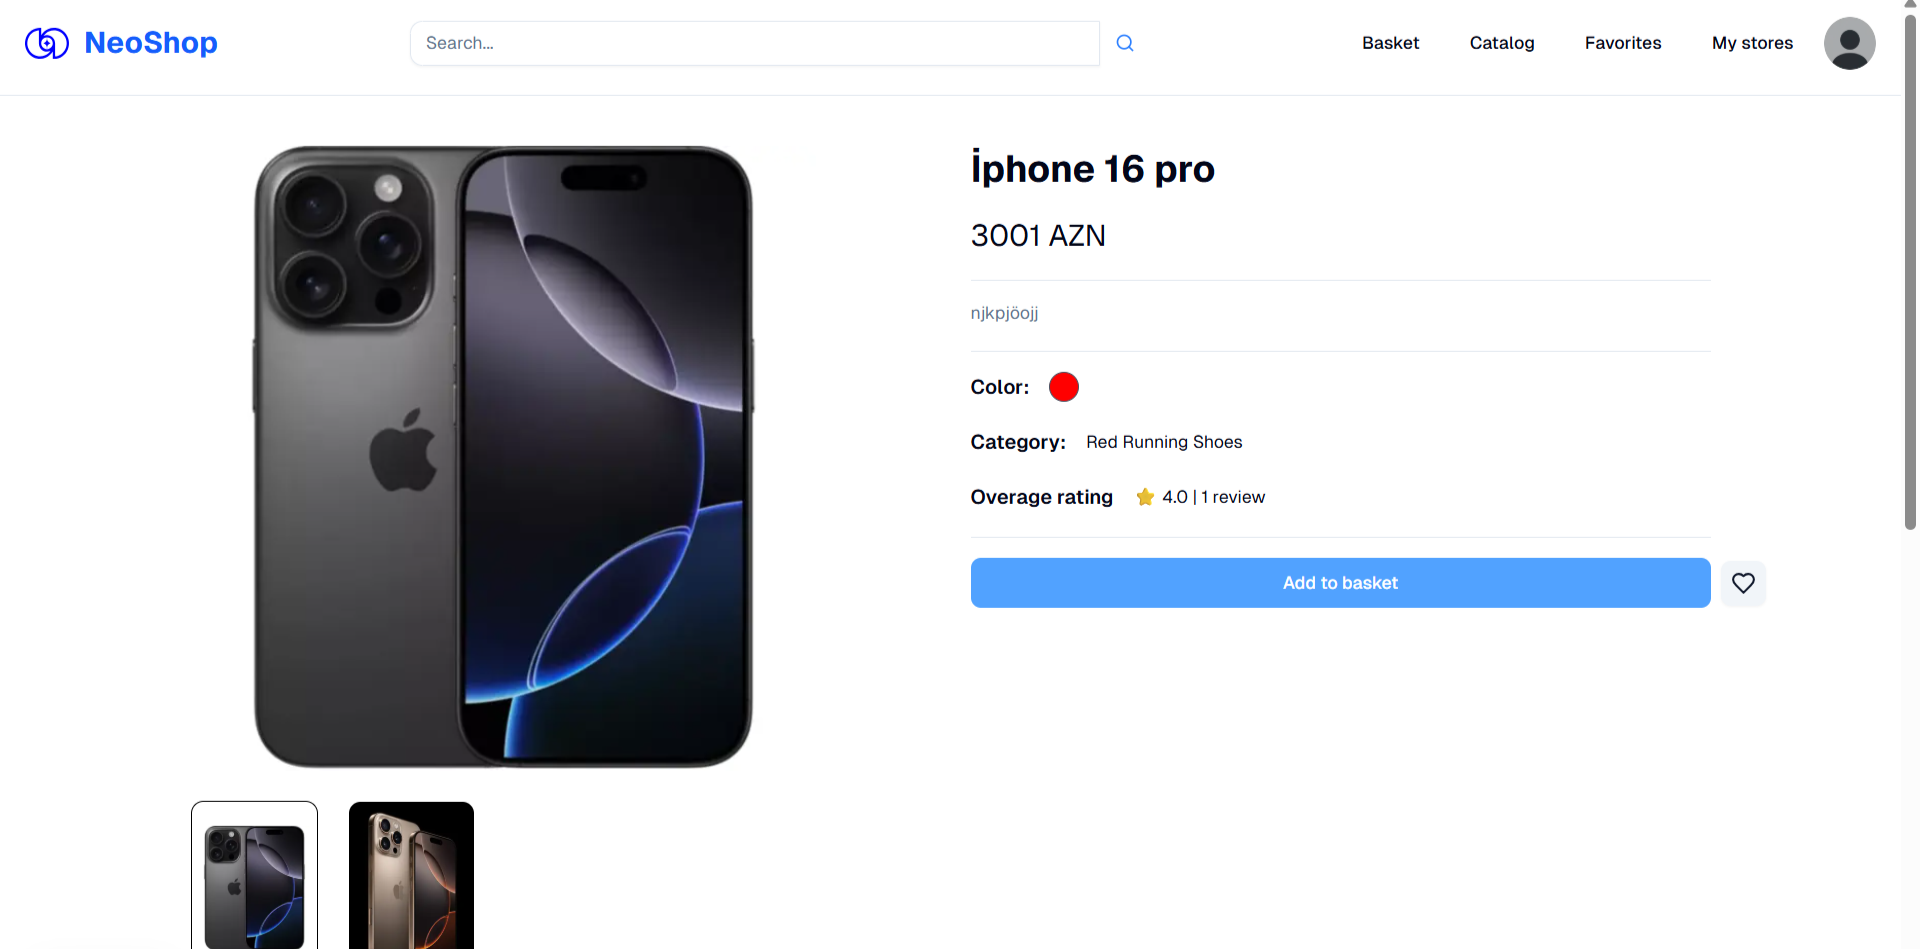 NeoShop
Search...
Basket
Catalog
Favorites
My stores
İphone 16 pro
3001 AZN
njkpjöojj
Color:
Category: Red Running Shoes
Overage rating 4.0 | 1 review
Add to basket